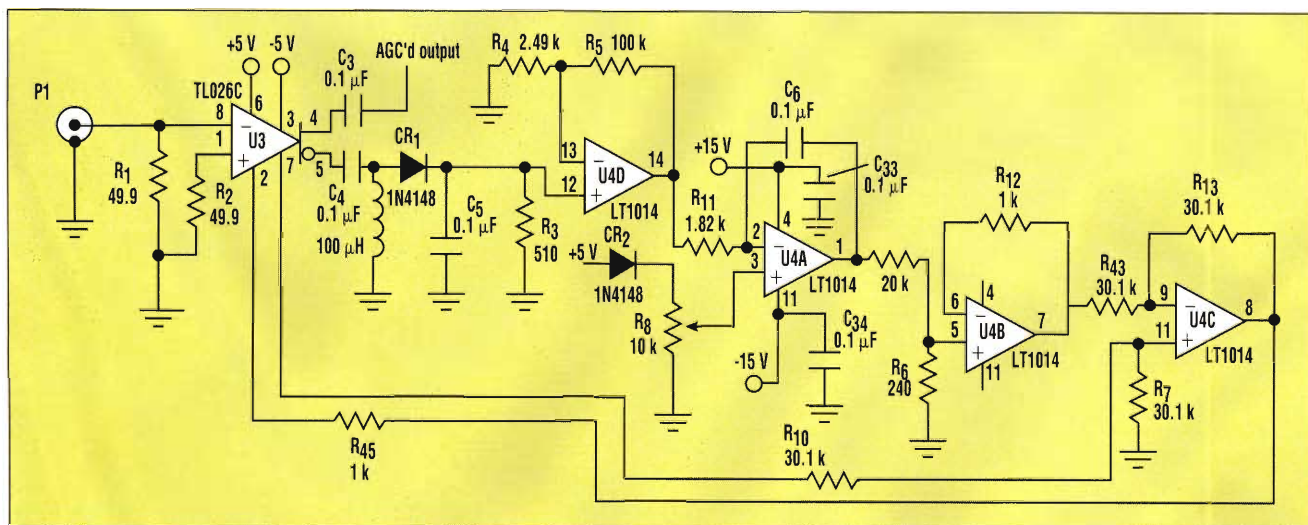 P1
+5 V
-5 V
TL026C
8
1
6
3
4
5
7
2
U3
R1
49.9
R2
49.9
C3
0.1 µF
AGC'd output
C4
0.1 µF
100 µH
CR1
1N4148
C5
0.1 µF
R3
510
R4 2.49 k
R5 100 k
13
12
14
U4D
LT1014
+5 V
CR2
1N4148
R8
10 k
R11
1.82 k
C6
0.1 µF
+15 V
C33
0.1 µF
2
3
4
1
11
U4A
LT1014
-15 V
C34
0.1 µF
20 k
R6
240
R12
1 k
6
5
4
7
11
U4B
LT1014
R43
30.1 k
R13
30.1 k
9
11
8
U4C
LT1014
R7
30.1 k
R10
30.1 k
R45
1 k